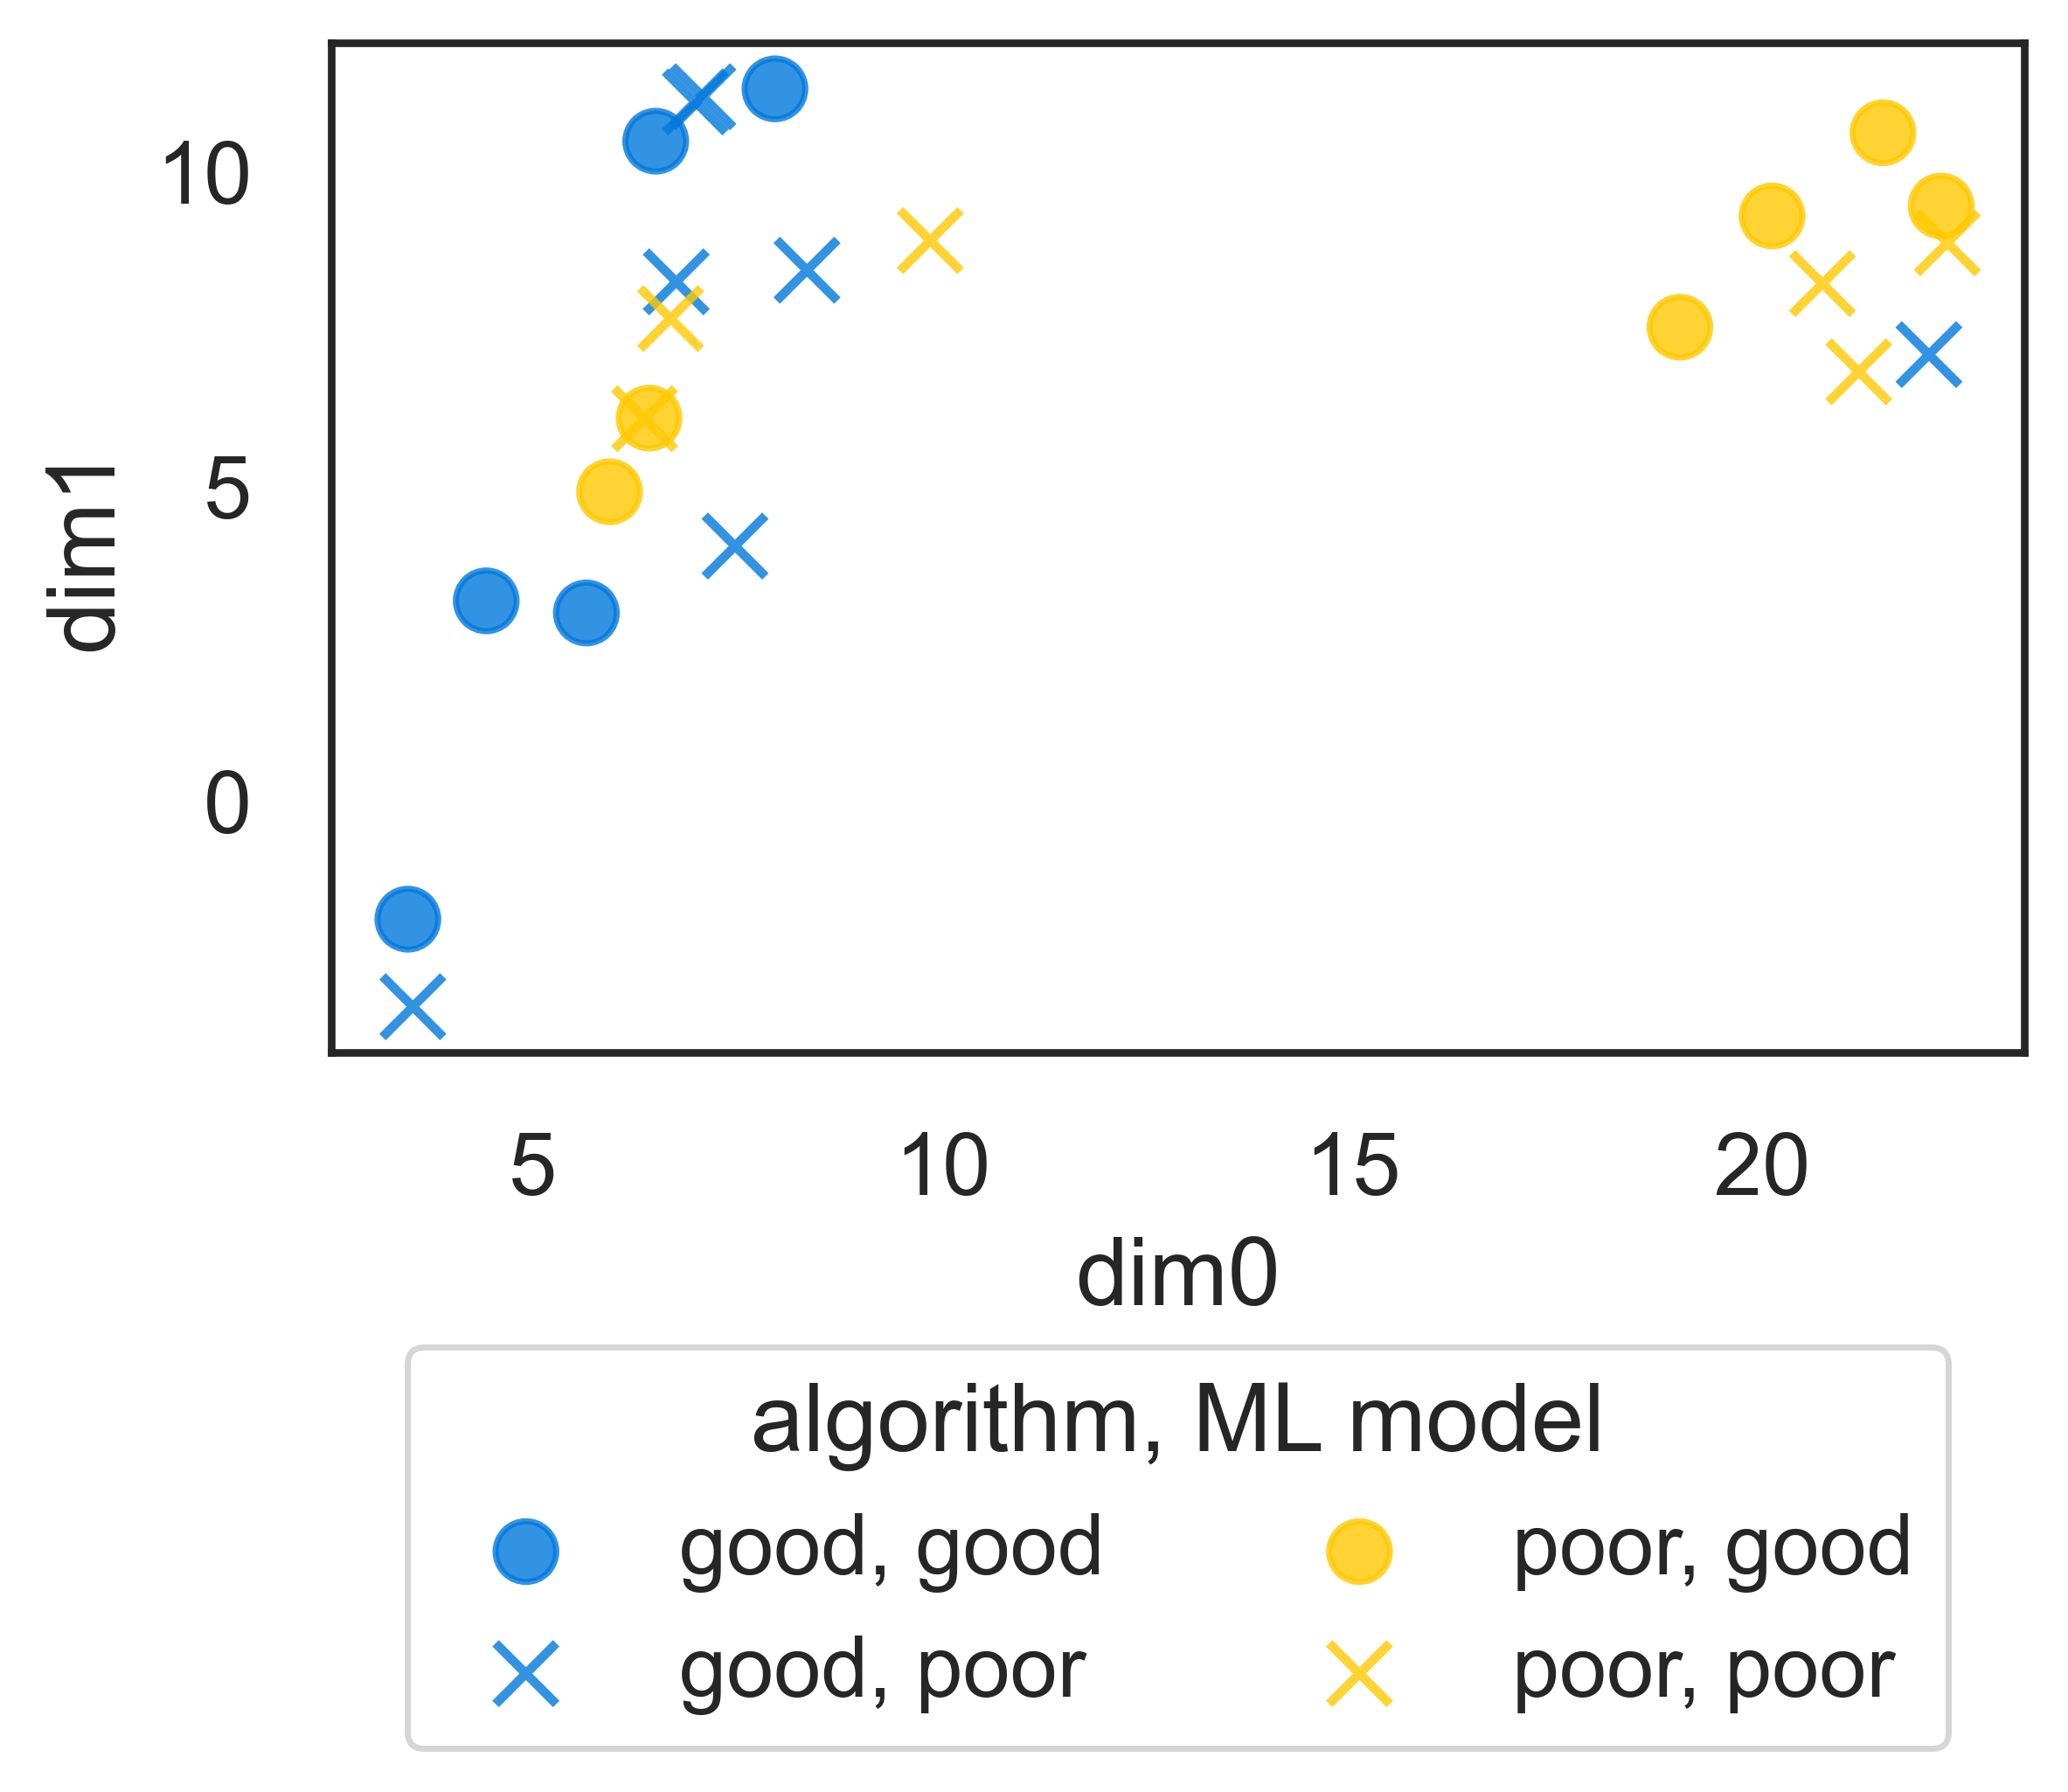 10
5
0
dim1
5 10 15 20
dim0
algorithm, ML model
good, good poor, good
good, poor poor, poor